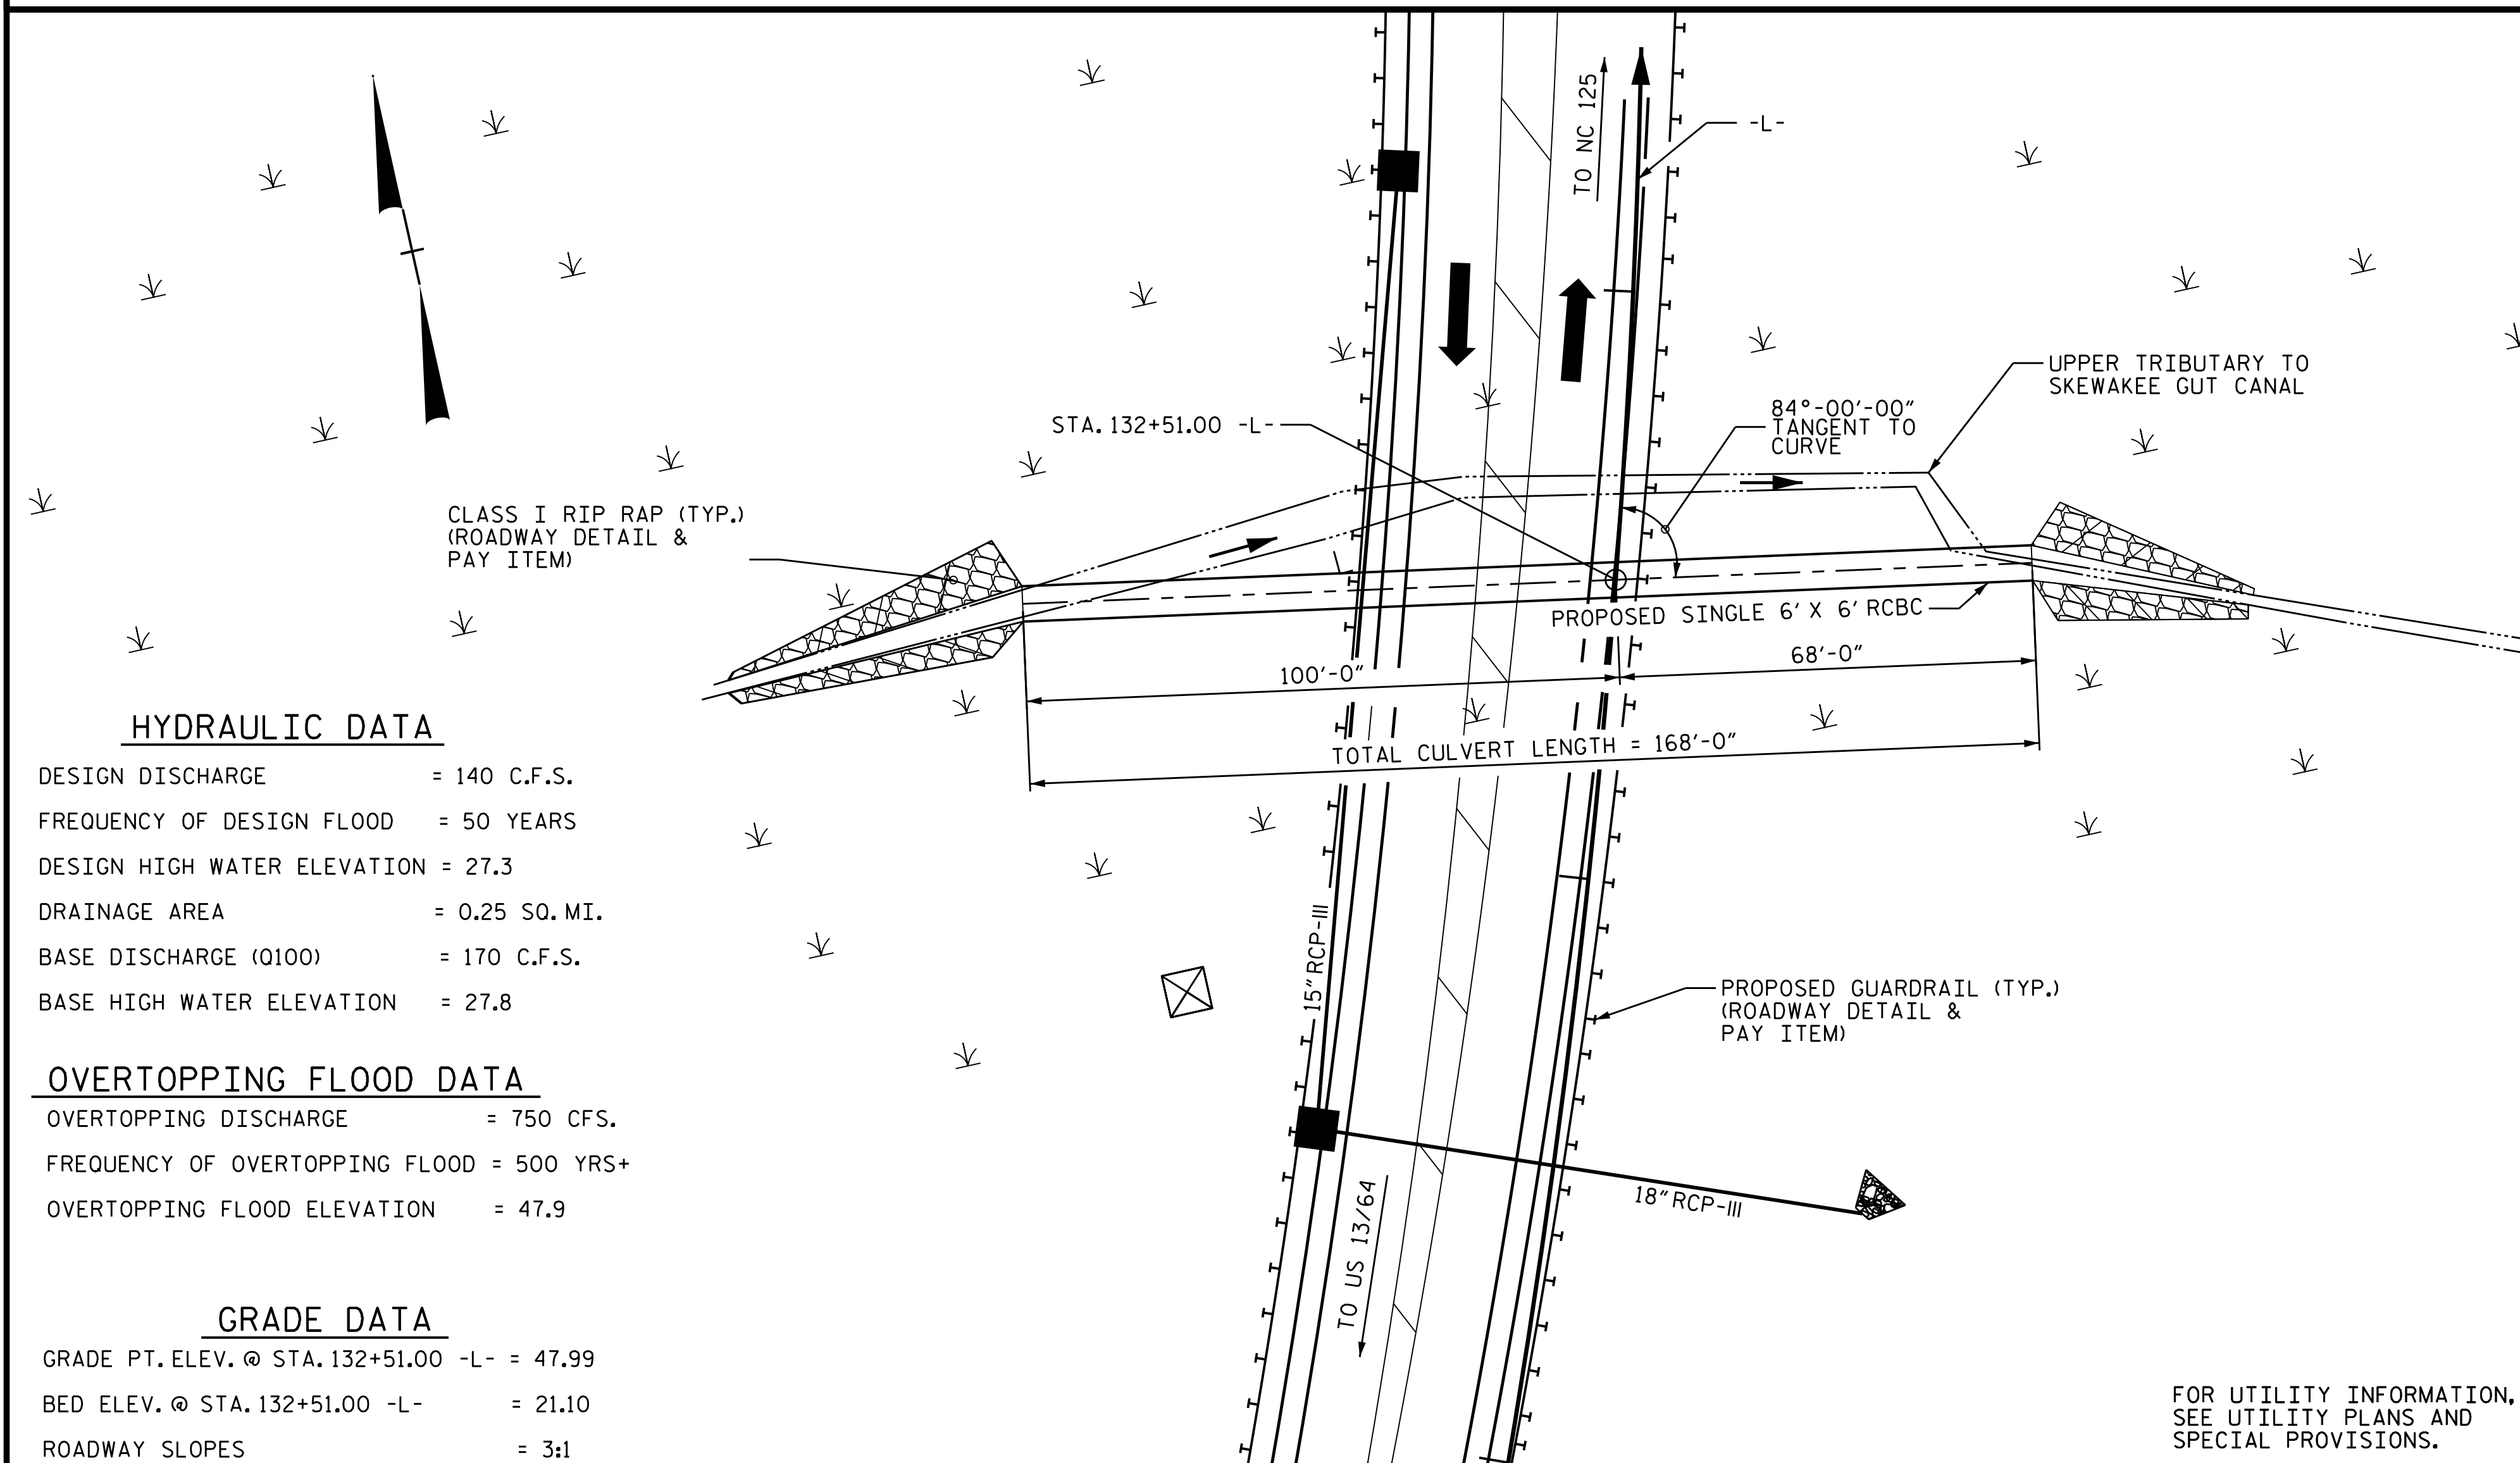 TO NC 125
-L-
UPPER TRIBUTARY TO
SKEWAKEE GUT CANAL
STA. 132+51.00 -L-
84°-00'-00"
TANGENT TO
CURVE
CLASS I RIP RAP (TYP.)
(ROADWAY DETAIL &
PAY ITEM)
PROPOSED SINGLE 6' X 6' RCBC
100'-0"
68'-0"
TOTAL CULVERT LENGTH = 168'-0"
HYDRAULIC DATA
DESIGN DISCHARGE = 140 C.F.S.
FREQUENCY OF DESIGN FLOOD = 50 YEARS
DESIGN HIGH WATER ELEVATION = 27.3
DRAINAGE AREA = 0.25 SQ. MI.
BASE DISCHARGE (Q100) = 170 C.F.S.
BASE HIGH WATER ELEVATION = 27.8
15" RCP-III
PROPOSED GUARDRAIL (TYP.)
(ROADWAY DETAIL &
PAY ITEM)
OVERTOPPING FLOOD DATA
OVERTOPPING DISCHARGE = 750 CFS.
FREQUENCY OF OVERTOPPING FLOOD = 500 YRS+
OVERTOPPING FLOOD ELEVATION = 47.9
18" RCP-III
TO US 13/64
GRADE DATA
GRADE PT. ELEV. @ STA. 132+51.00 -L- = 47.99
BED ELEV. @ STA. 132+51.00 -L- = 21.10
ROADWAY SLOPES = 3:1
FOR UTILITY INFORMATION,
SEE UTILITY PLANS AND
SPECIAL PROVISIONS.